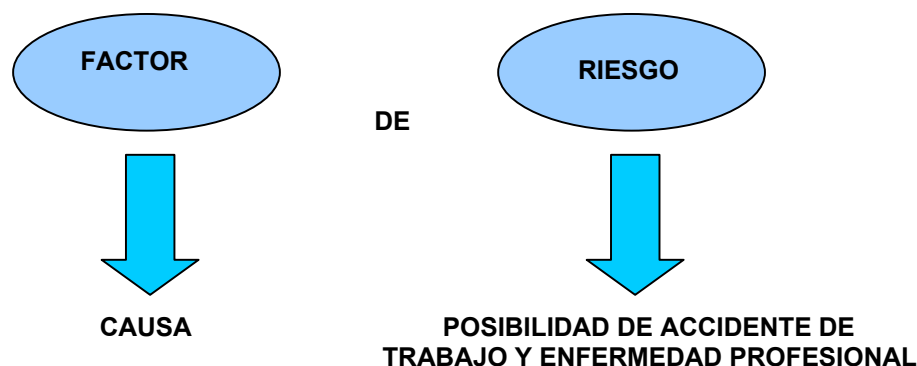 FACTOR
RIESGO
DE
CAUSA
POSIBILIDAD DE ACCIDENTE DE
TRABAJO Y ENFERMEDAD PROFESIONAL